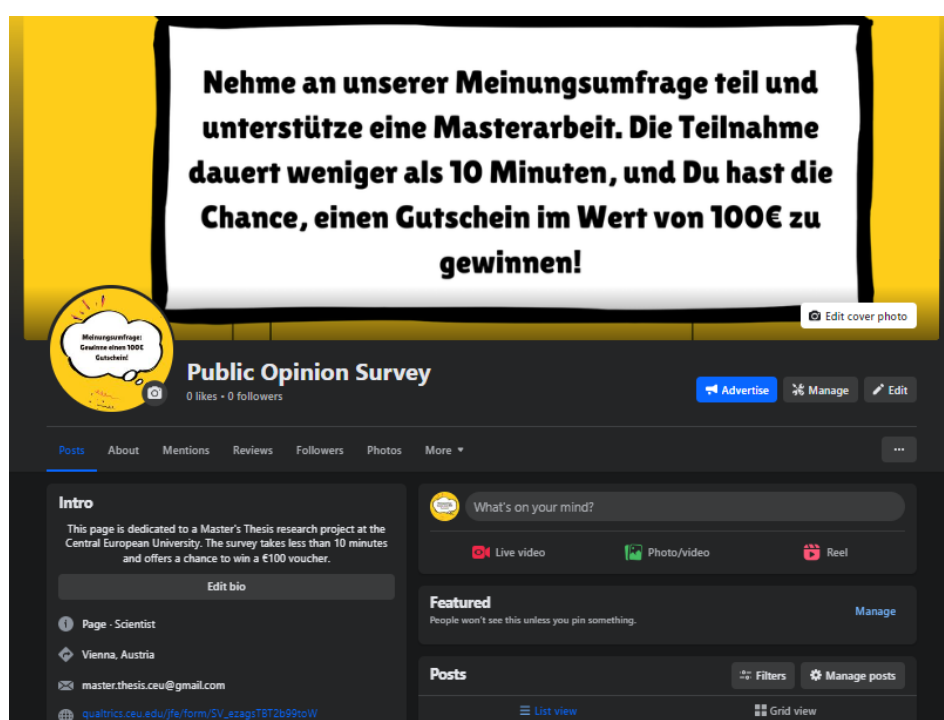 Nehme an unserer Meinungsumfrage teil und
unterstütze eine Masterarbeit. Die Teilnahme
dauert weniger als 10 Minuten, und Du hast die
Chance, einen Gutschein im Wert von 100€ zu
gewinnen!
Edit cover photo
Meinungsumfrage:
Gewinne einen 100€
Gutschein!
Public Opinion Survey
0 likes • 0 followers
Advertise
Manage
Edit
Posts
About
Mentions
Reviews
Followers
Photos
More
Intro
This page is dedicated to a Master's Thesis research project at the
Central European University. The survey takes less than 10 minutes
and offers a chance to win a €100 voucher.
Edit bio
Page · Scientist
Vienna, Austria
master.thesis.ceu@gmail.com
qualtrics.ceu.edu/jfe/form/SV_ezagsTBT2b99toW
What's on your mind?
Live video
Photo/video
Reel
Featured
People won't see this unless you pin something.
Manage
Posts
Filters
Manage posts
List view
Grid view